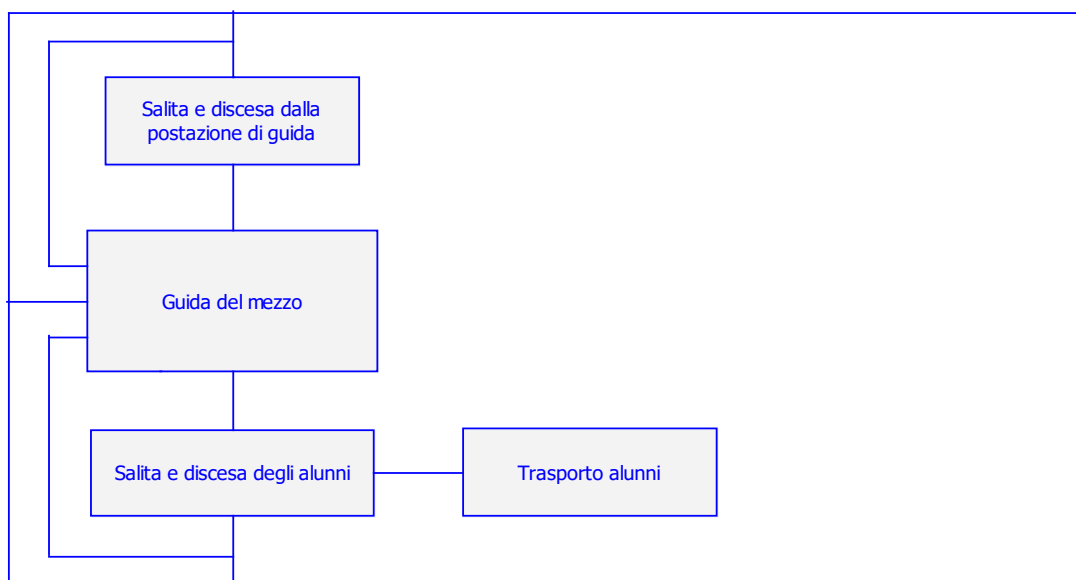 Salita e discesa dalla
postazione di guida
Guida del mezzo
Salita e discesa degli alunni
Trasporto alunni